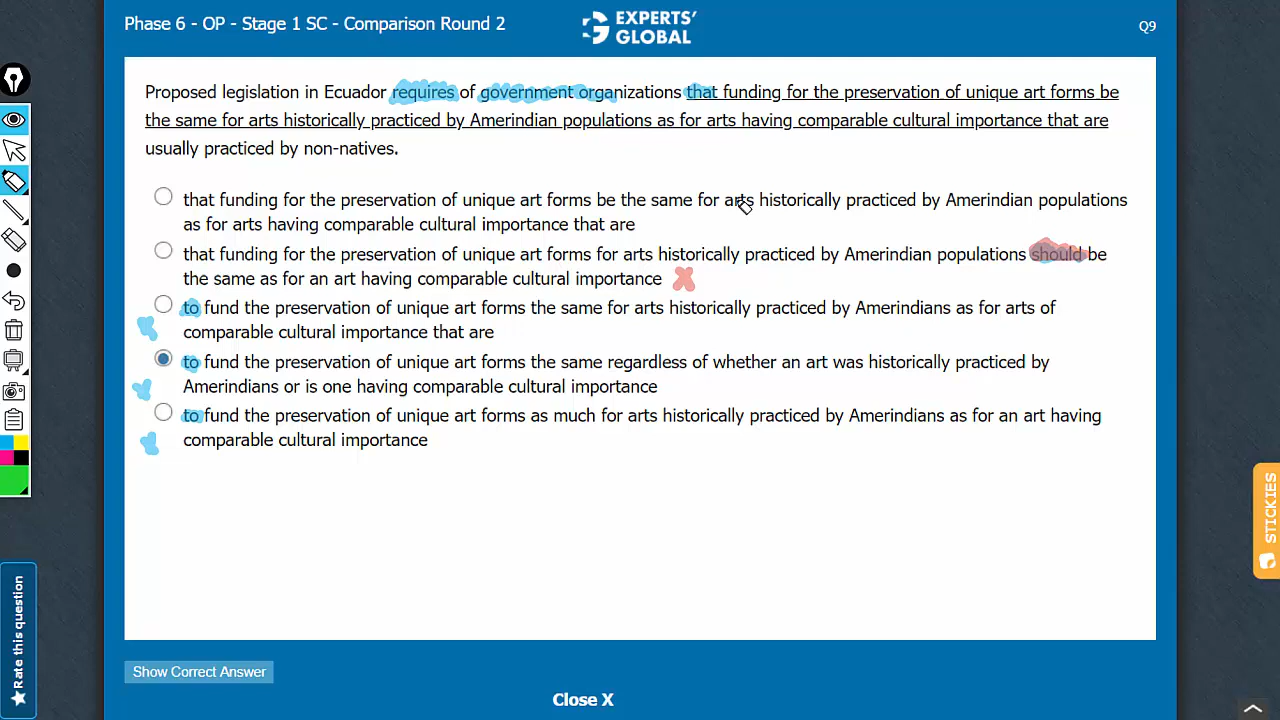 Phase 6 - OP - Stage 1 SC - Comparison Round 2
EXPERTS'
GLOBAL
Q9
Proposed legislation in Ecuador requires of government organizations that funding for the preservation of unique art forms be
the same for arts historically practiced by Amerindian populations as for arts having comparable cultural importance that are
usually practiced by non-natives.
that funding for the preservation of unique art forms be the same for arts historically practiced by Amerindian populations
as for arts having comparable cultural importance that are
that funding for the preservation of unique art forms for arts historically practiced by Amerindian populations should be
the same as for an art having comparable cultural importance
to fund the preservation of unique art forms the same for arts historically practiced by Amerindians as for arts of
comparable cultural importance that are
to fund the preservation of unique art forms the same regardless of whether an art was historically practiced by
Amerindians or is one having comparable cultural importance
to fund the preservation of unique art forms as much for arts historically practiced by Amerindians as for an art having
comparable cultural importance
STICKIES
Rate this question
Show Correct Answer
Close X